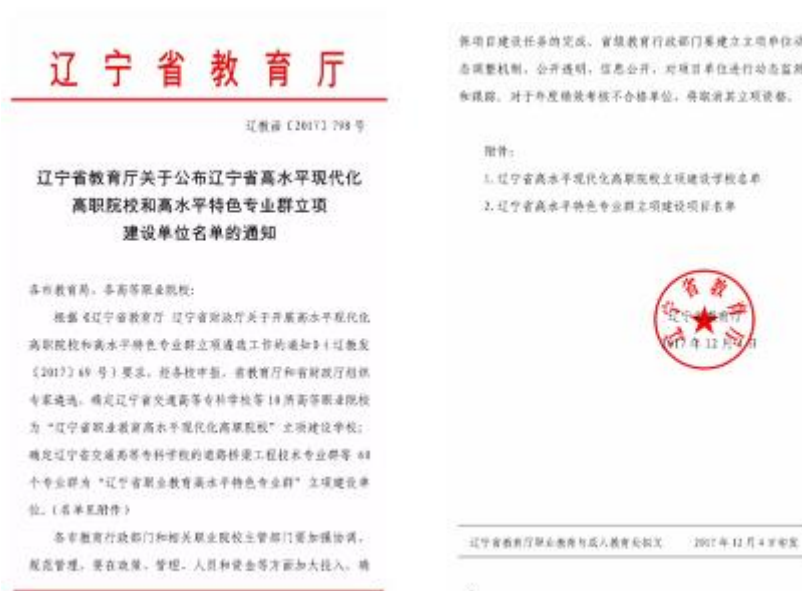 辽宁省教育厅
辽教函〔2017〕798 号
辽宁省教育厅关于公布辽宁省高水平现代化
高职院校和高水平特色专业群立项
建设单位名单的通知
各市教育局、各高等职业院校:
根据《辽宁省教育厅 辽宁省财政厅关于开展高水平现代化
高职院校和高水平特色专业群立项遴选工作的通知》(辽教发
〔2017〕69 号)要求,经各校申报,省教育厅和省财政厅组织
专家遴选,确定辽宁省交通高等专科学校等 10 所高等职业院校
为“辽宁省职业教育高水平现代化高职院校”立项建设学校;
确定辽宁省交通高等专科学校的道路桥梁工程技术专业群等 60
个专业群为“辽宁省职业教育高水平特色专业群”立项建设单
位。(名单见附件)
各市教育行政部门和相关职业院校主管部门要加强协调,
规范管理,要在政策、管理、人员和资金等方面加大投入,确
保项目建设任务的完成。省级教育行政部门要建立立项单位动
态调整机制,公开透明,信息公开,对项目单位进行动态监测
和跟踪。对于年度绩效考核不合格单位,将取消其立项资格。
附件:
1.辽宁省高水平现代化高职院校立项建设学校名单
2.辽宁省高水平特色专业群立项建设项目名单
辽宁省教育厅
2017 年 12 月 4 日
辽宁省教育厅职业教育与成人教育处拟文 2017 年 12 月 4 日印发